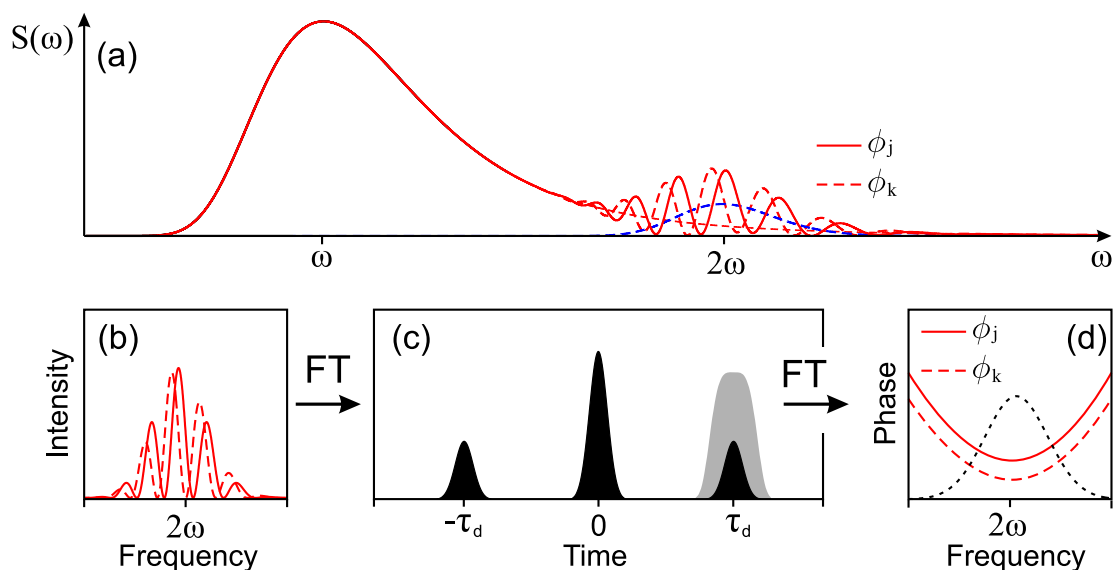 S(ω)
(a)
ϕj
ϕk
ω
2ω
ω
(b)
Intensity
2ω
Frequency
FT
(c)
-τd
0
τd
Time
FT
(d)
ϕj
ϕk
Phase
2ω
Frequency